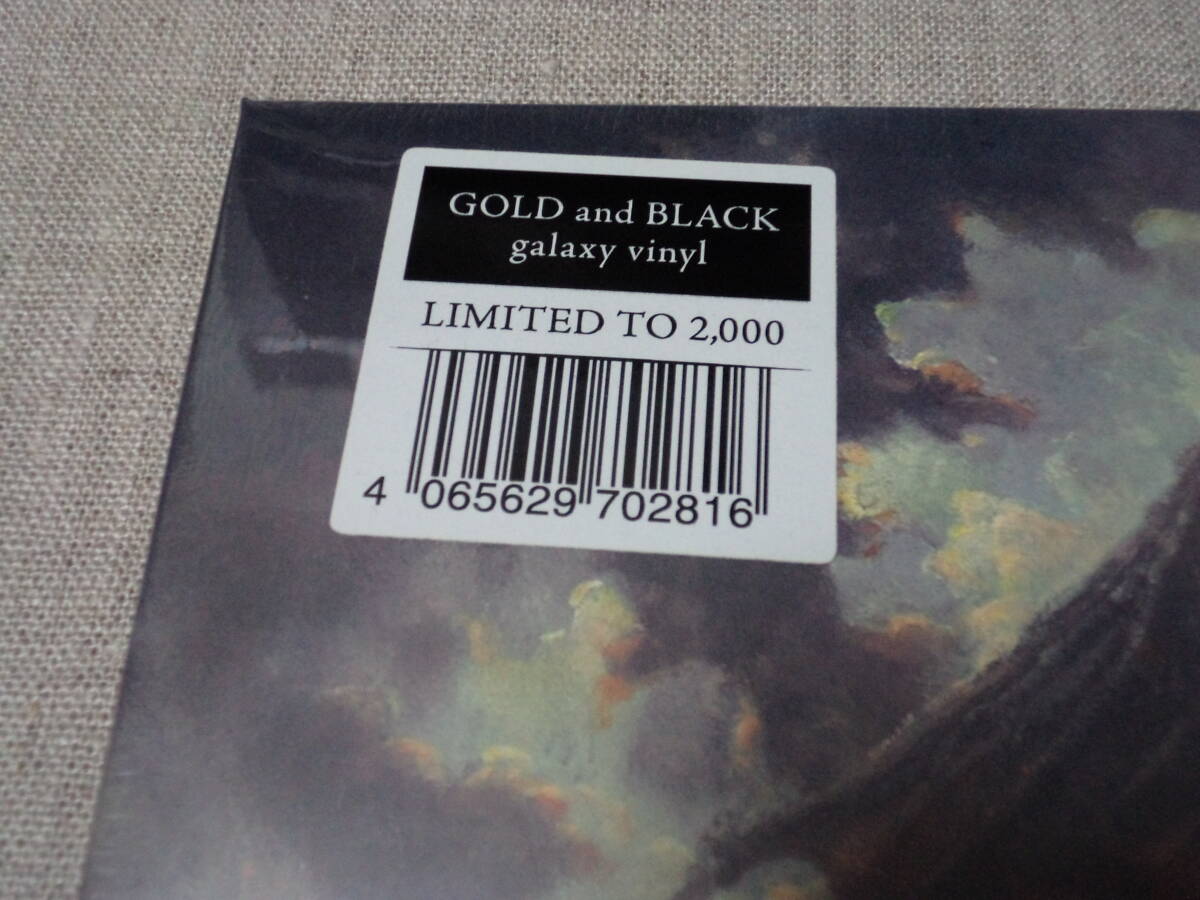 GOLD and BLACK
galaxy vinyl
LIMITED TO 2,000
4 065629 702816